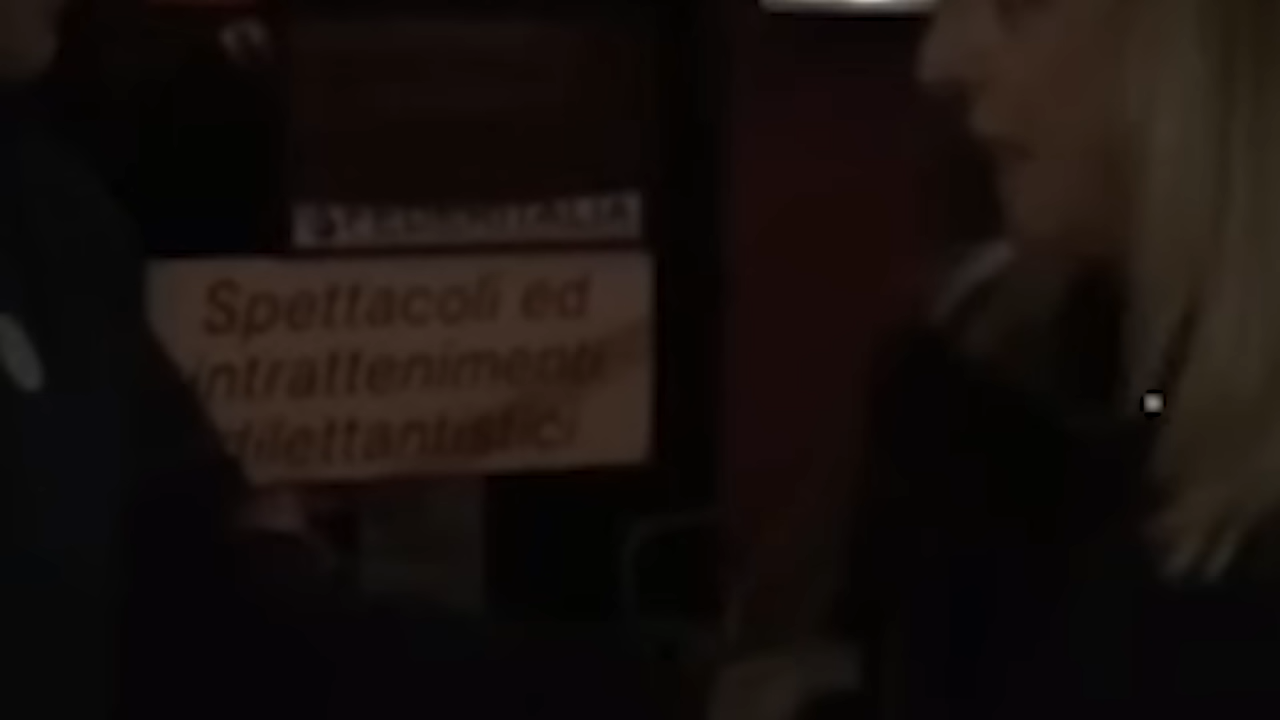 Spettacoli ed
intrattenimenti
dilettantistici